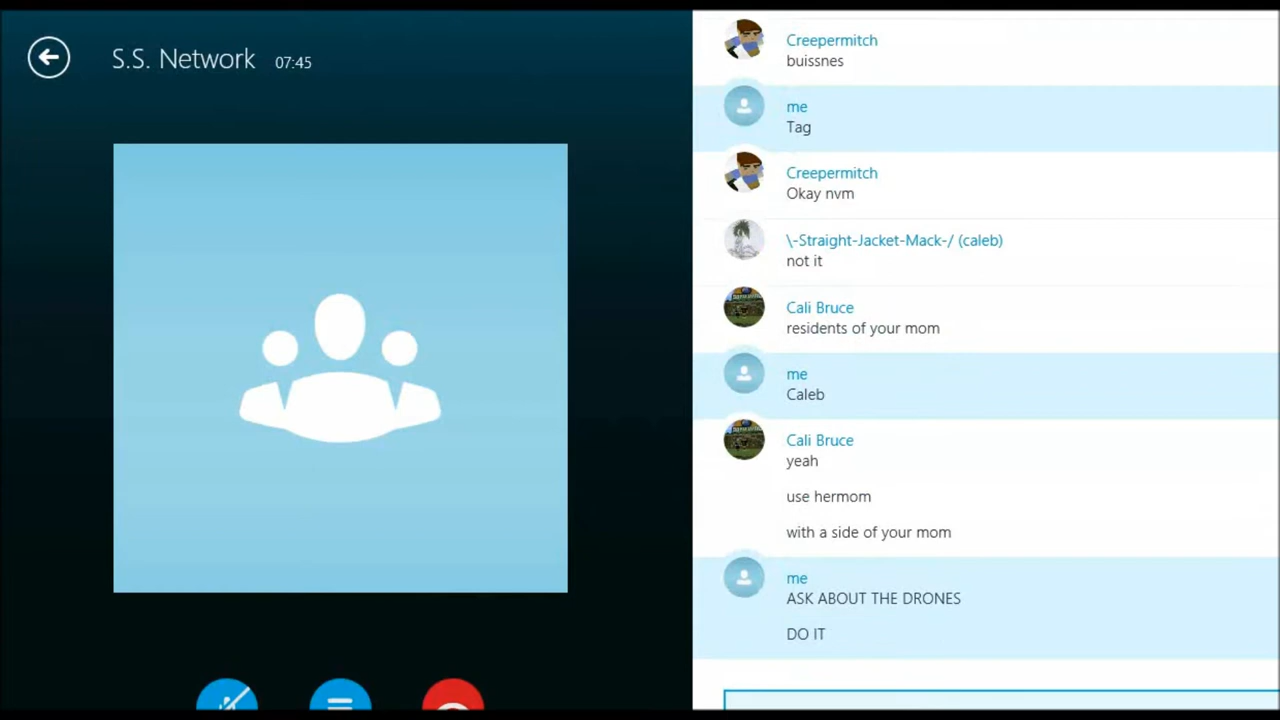 S.S. Network 07:45
Creepermitch
buissnes
me
Tag
Creepermitch
Okay nvm
\-Straight-Jacket-Mack-/ (caleb)
not it
Cali Bruce
residents of your mom
me
Caleb
Cali Bruce
yeah
use hermom
with a side of your mom
me
ASK ABOUT THE DRONES
DO IT